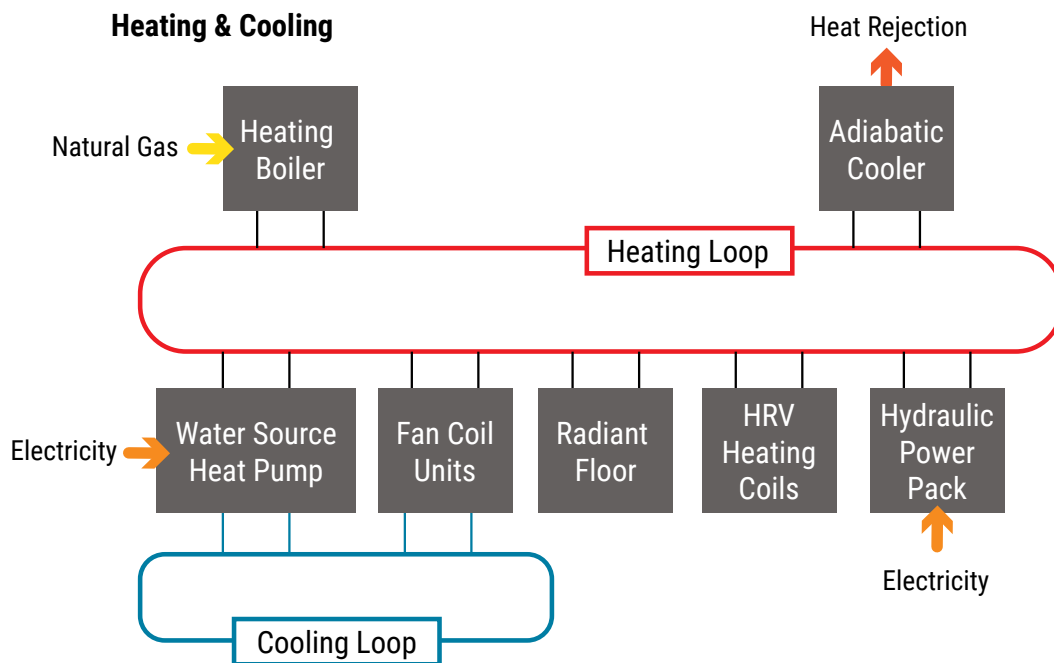 Heating & Cooling
Heat Rejection
Natural Gas
Heating
Boiler
Adiabatic
Cooler
Heating Loop
Electricity
Water Source
Heat Pump
Fan Coil
Units
Radiant
Floor
HRV
Heating
Coils
Hydraulic
Power
Pack
Electricity
Cooling Loop